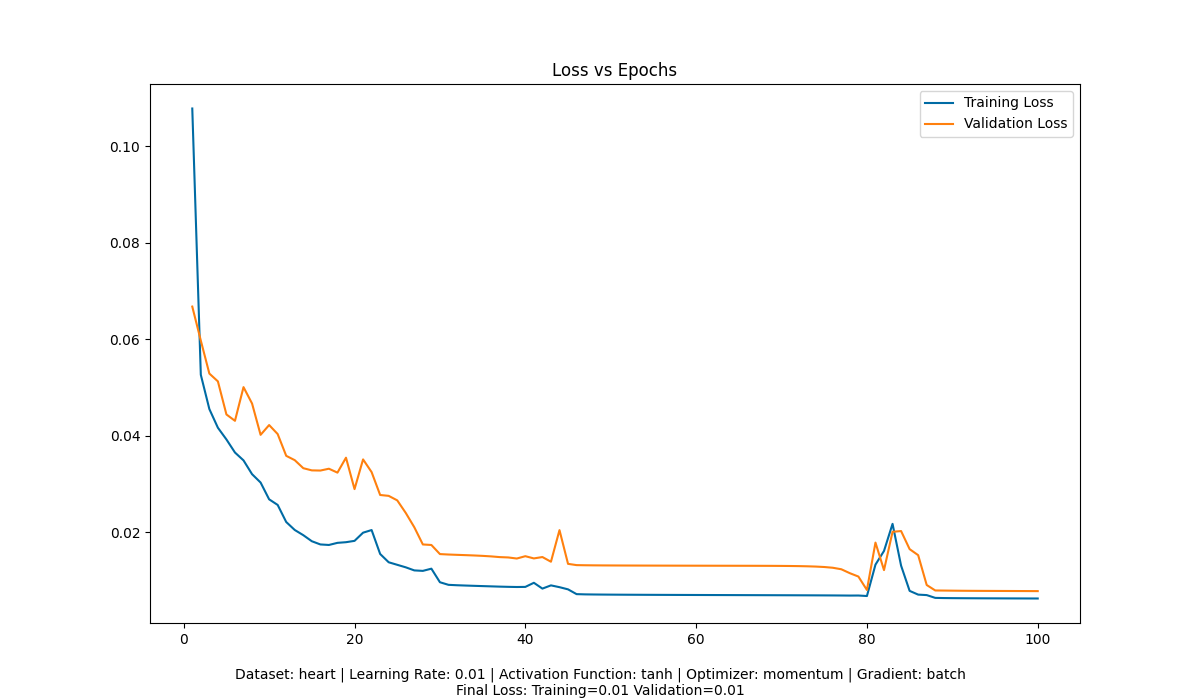 Loss vs Epochs
Training Loss
Validation Loss
0.10
0.08
0.06
0.04
0.02
0 20 40 60 80 100
Dataset: heart | Learning Rate: 0.01 | Activation Function: tanh | Optimizer: momentum | Gradient: batch
Final Loss: Training=0.01 Validation=0.01